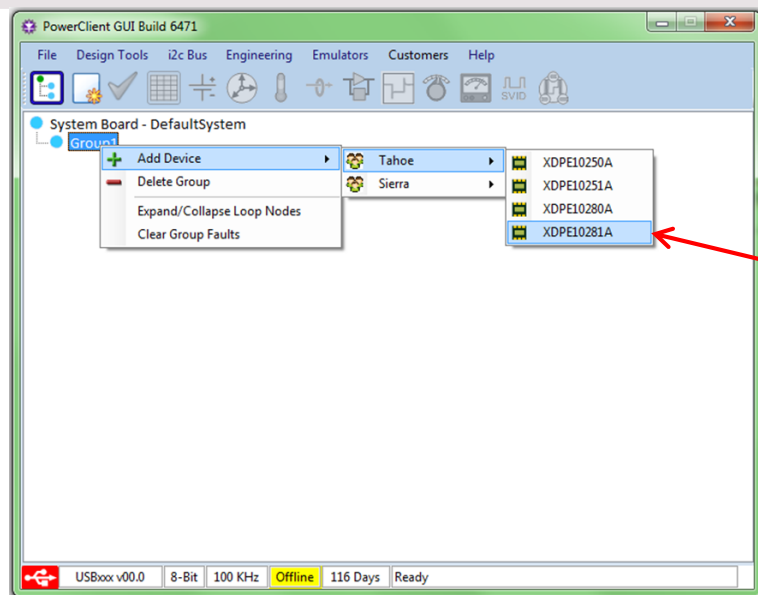 PowerClient GUI Build 6471
File Design Tools i2c Bus Engineering Emulators Customers Help
SVID
System Board - DefaultSystem
Group1
Add Device Tahoe XDPE10250A
Delete Group Sierra XDPE10251A
Expand/Collapse Loop Nodes XDPE10280A
Clear Group Faults XDPE10281A
USBxxx v00.0 8-Bit 100 KHz Offline 116 Days Ready